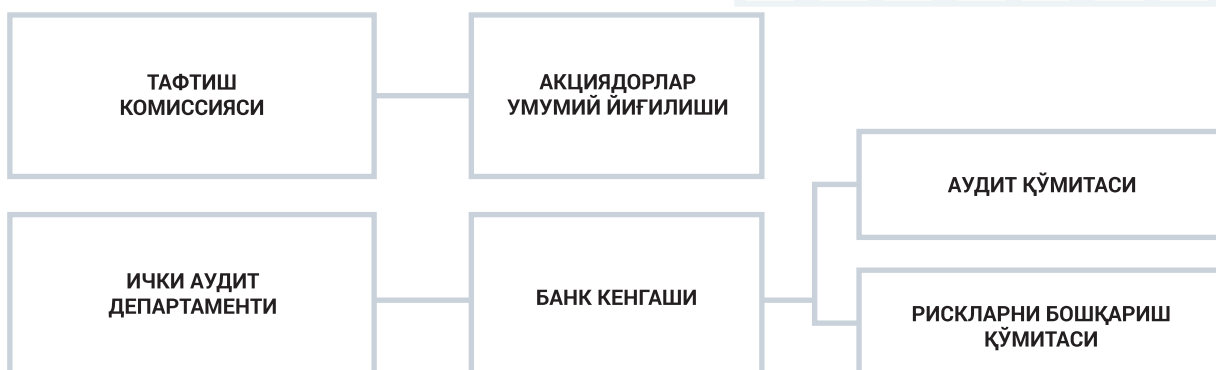 ТАФТИШ
КОМИССИЯСИ
АКЦИЯДОРЛАР
УМУМИЙ ЙИҒИЛИШИ
АУДИТ ҚЎМИТАСИ
ИЧКИ АУДИТ
ДЕПАРТАМЕНТИ
БАНК КЕНГАШИ
РИСКЛАРНИ БОШҚАРИШ
ҚЎМИТАСИ